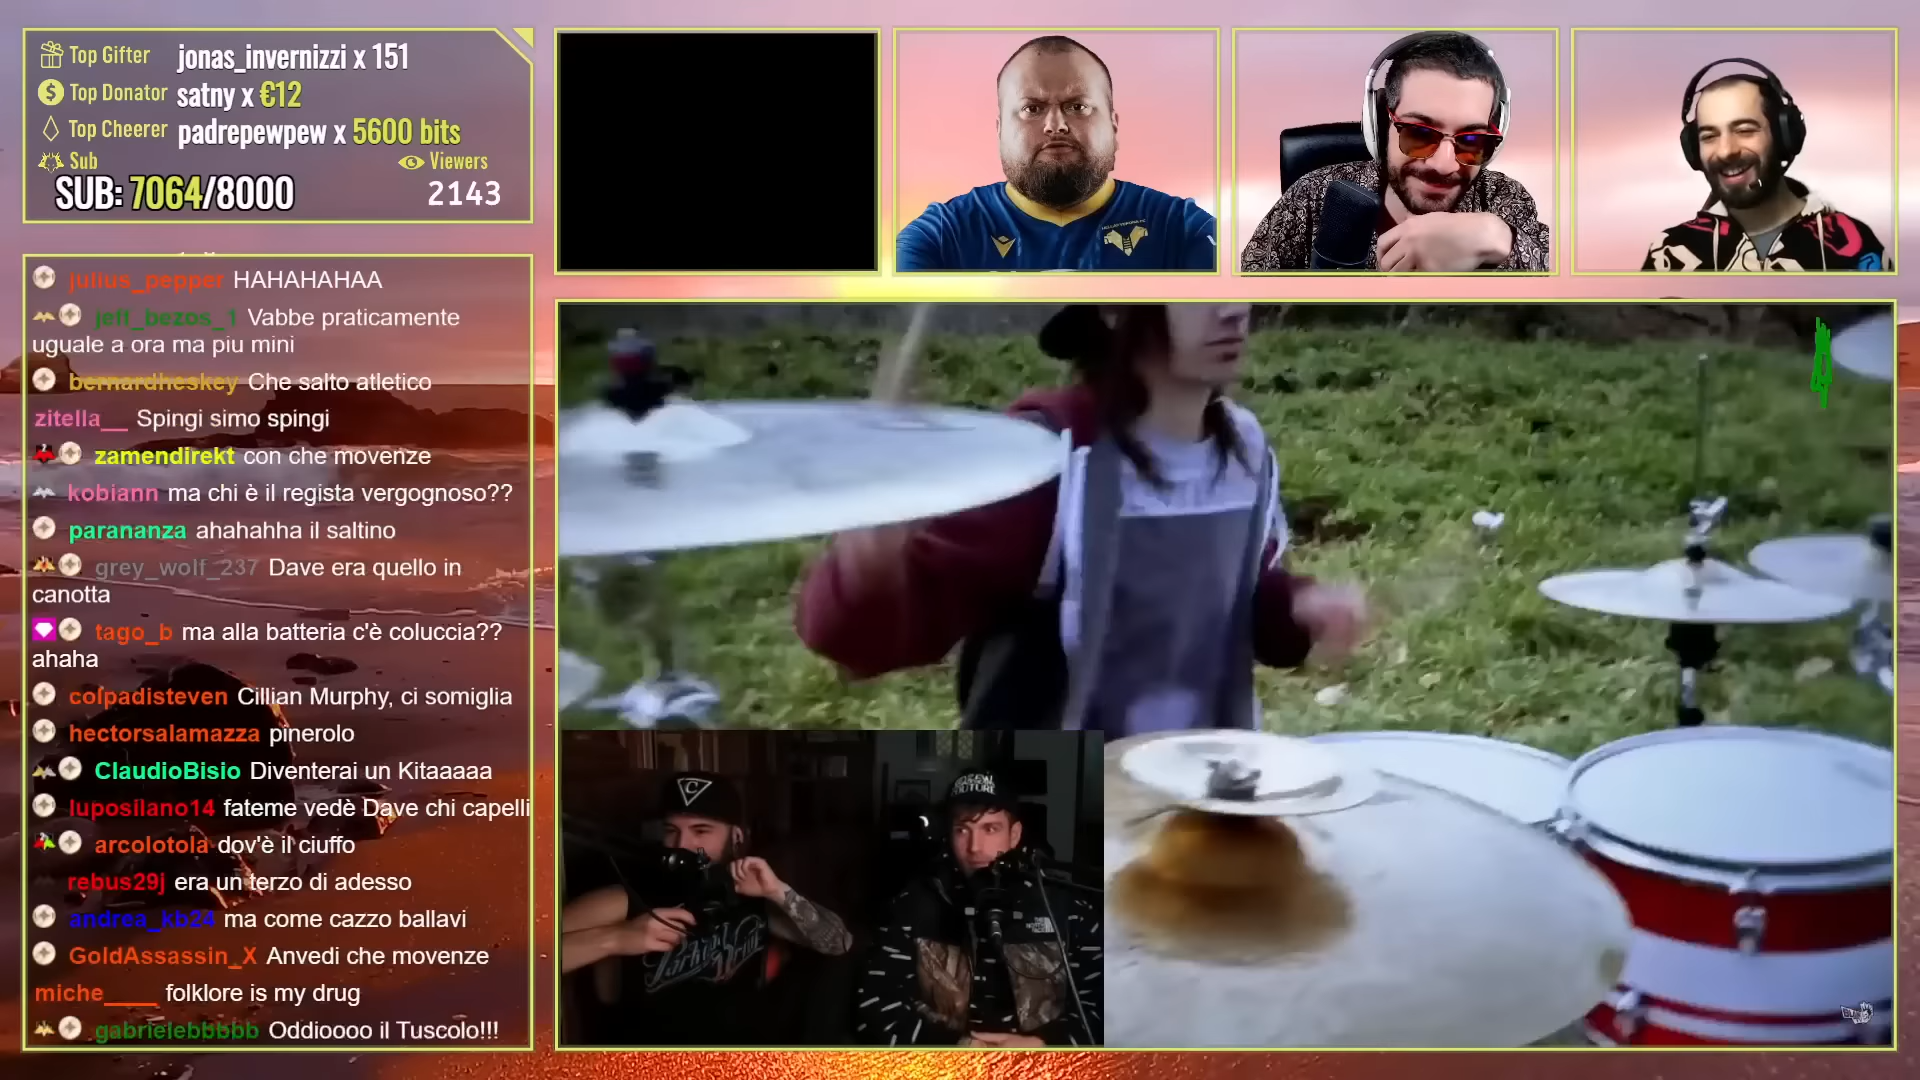 Top Gifter jonas_invernizzi x 151
Top Donator satny x €12
Top Cheerer padrepewpew x 5600 bits
Sub Viewers
SUB: 7064/8000 2143
julius_pepper HAHAHAHAA
jeff_bezos_1 Vabbe praticamente
uguale a ora ma piu mini
bernardheskey Che salto atletico
zitella__ Spingi simo spingi
zamendirekt con che movenze
kobiann ma chi è il regista vergognoso??
parananza ahahahha il saltino
grey_wolf_237 Dave era quello in
canotta
tago_b ma alla batteria c'è coluccia??
ahaha
colpadisteven Cillian Murphy, ci somiglia
hectorsalamazza pinerolo
ClaudioBisio Diventerai un Kitaaaaa
luposilano14 fateme vedè Dave chi capelli
arcolotola dov'è il ciuffo
rebus29j era un terzo di adesso
andrea_kb24 ma come cazzo ballavi
GoldAssassin_X Anvedi che movenze
miche____ folklore is my drug
gabrielebbbbb Oddioooo il Tuscolo!!!